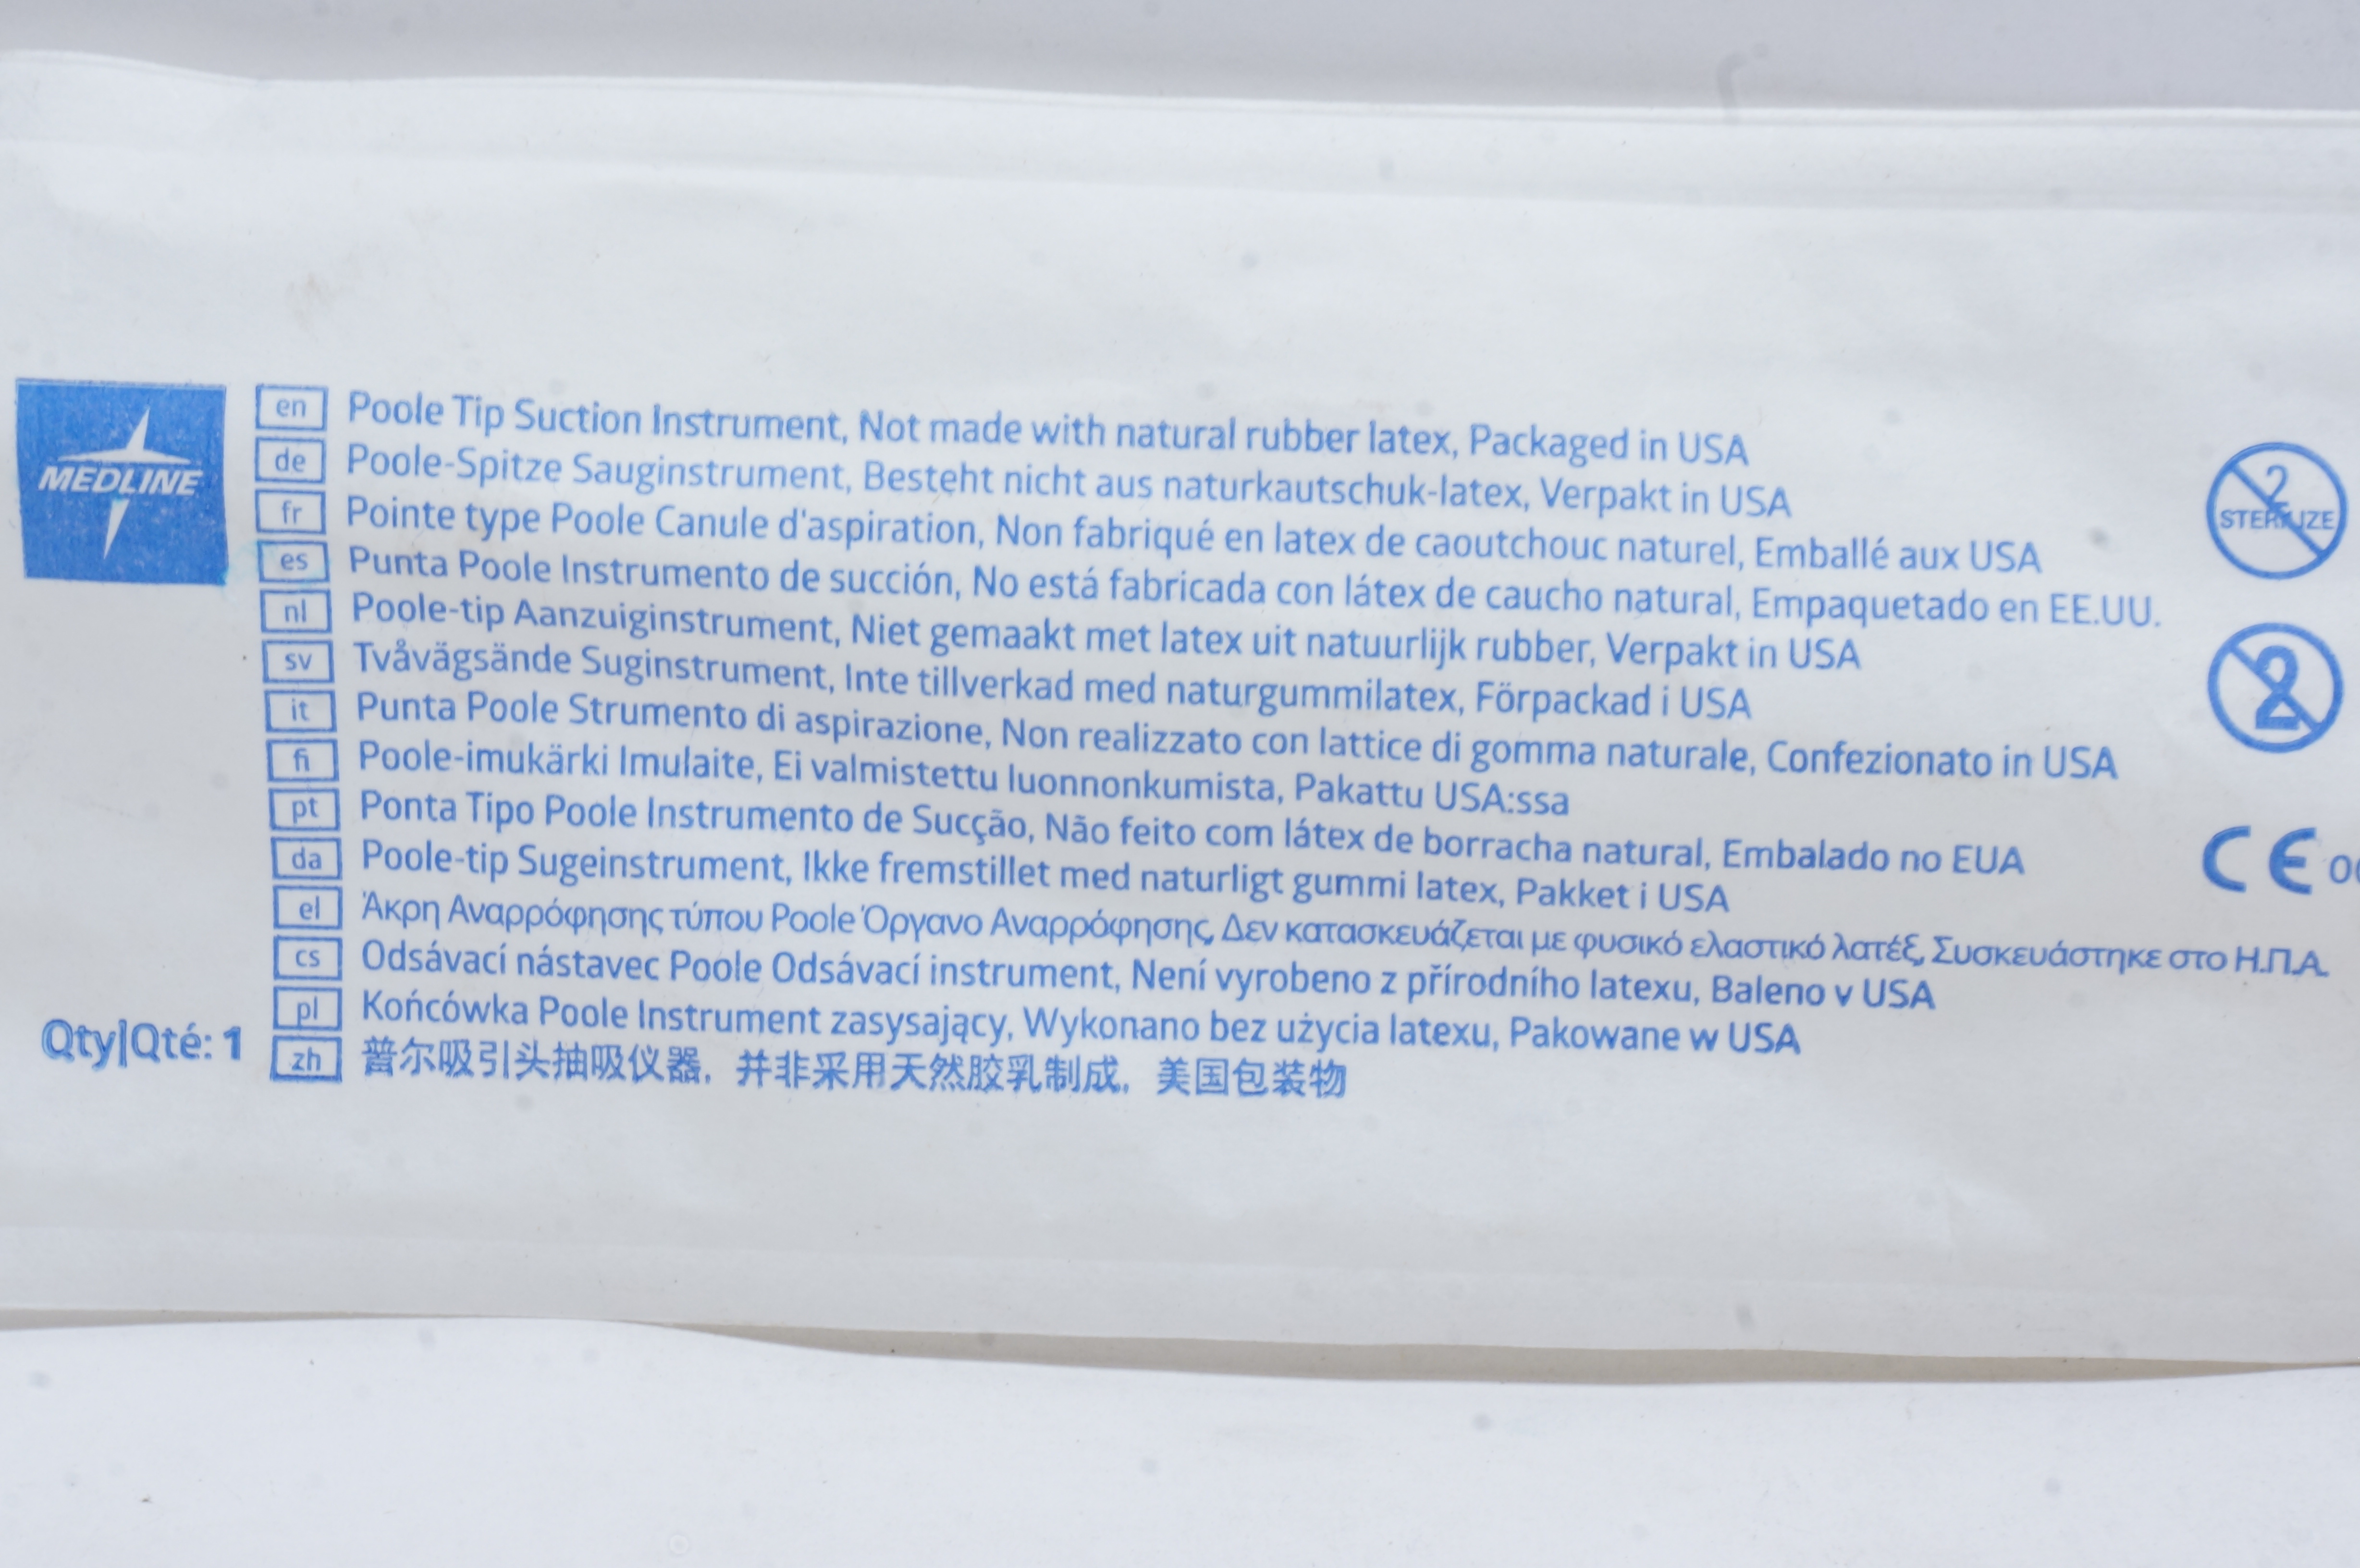 MEDLINE
en Poole Tip Suction Instrument, Not made with natural rubber latex, Packaged in USA
de Poole-Spitze Sauginstrument, Besteht nicht aus naturkautschuk-latex, Verpakt in USA
fr Pointe type Poole Canule d'aspiration, Non fabriqué en latex de caoutchouc naturel, Emballé aux USA
es Punta Poole Instrumento de succión, No está fabricada con látex de caucho natural, Empaquetado en EE.UU.
nl Poole-tip Aanzuiginstrument, Niet gemaakt met latex uit natuurlijk rubber, Verpakt in USA
sv Tvåvägsände Suginstrument, Inte tillverkad med naturgummilatex, Förpackad i USA
it Punta Poole Strumento di aspirazione, Non realizzato con lattice di gomma naturale, Confezionato in USA
fi Poole-imukärki Imulaite, Ei valmistettu luonnonkumista, Pakattu USA:ssa
pt Ponta Tipo Poole Instrumento de Sucção, Não feito com látex de borracha natural, Embalado no EUA
da Poole-tip Sugeinstrument, Ikke fremstillet med naturligt gummi latex, Pakket i USA
el Άκρη Αναρρόφησης τύπου Poole Όργανο Αναρρόφησης, Δεν κατασκευάζεται με φυσικό ελαστικό λατέξ, Συσκευάστηκε στο Η.Π.Α.
cs Odsávací nástavec Poole Odsávací instrument, Není vyrobeno z přírodního latexu, Baleno v USA
pl Końcówka Poole Instrument zasysający, Wykonano bez użycia latexu, Pakowane w USA
zh 普尔吸引头抽吸仪器，并非采用天然胶乳制成，美国包装物
Qty|Qté: 1
2
STERILIZE
2
CE